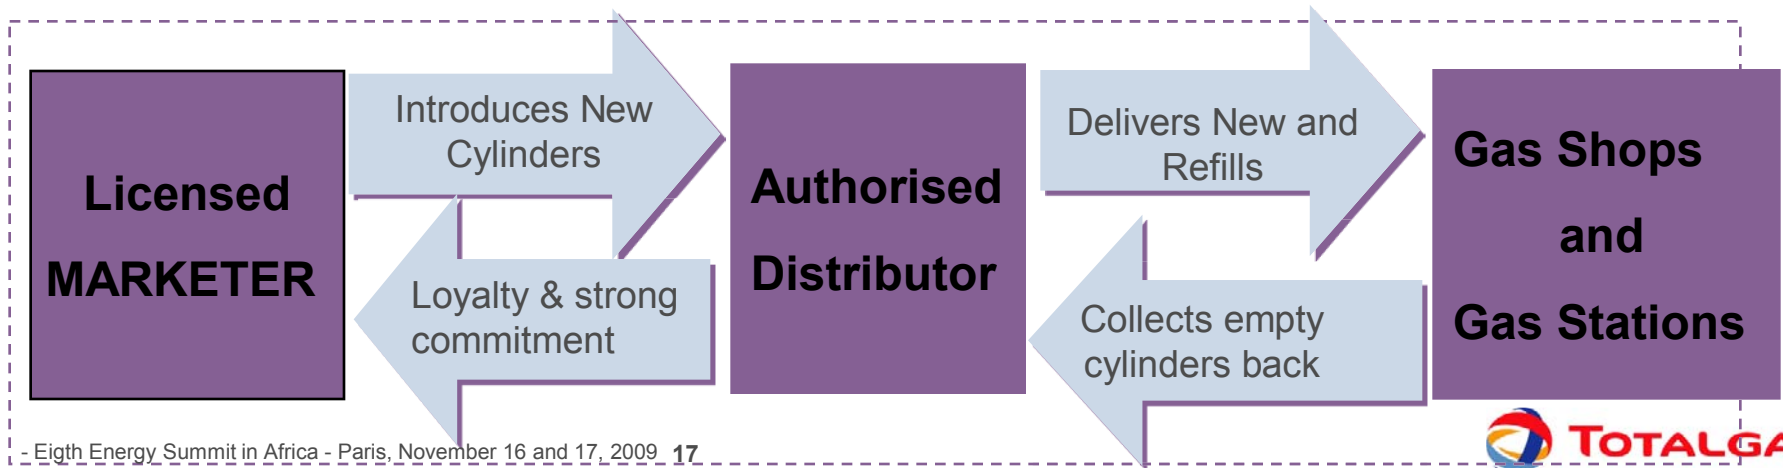 Licensed
MARKETER
Introduces New
Cylinders
Loyalty & strong
commitment
Authorised
Distributor
Delivers New and
Refills
Collects empty
cylinders back
Gas Shops
and
Gas Stations
- Eigth Energy Summit in Africa - Paris, November 16 and 17, 2009 17
TOTALGA